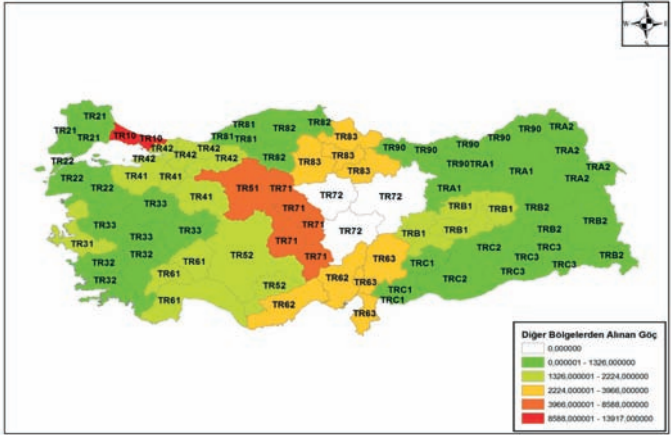 N
W E
S
TR21
TR81
TR82
TR82
TR21
TR10
TR10
TR83
TR90
TRA2
TR21
TR81
TR81
TR90
TR42
TR42
TR83
TR90
TR90
TRA2
TR22
TR42
TR42
TR42
TR82
TR83
TR83
TR90
TRA1
TRA1
TRA2
TRA2
TR22
TR41
TR41
TR22
TR51
TR71
TR72
TR72
TRA1
TR41
TR33
TR71
TRB1
TRB1
TRB2
TR33
TR33
TR71
TR72
TRB1
TRB1
TRB2
TRB2
TR31
TR32
TR52
TR71
TR63
TRC2
TRC3
TRB2
TR32
TR61
TRC1
TRC3
TRC3
TR32
TR52
TR62
TR63
TRC2
TRC3
TR61
TR62
TRC1
TRC1
TR63
Diğer Bölgelerden Alınan Göç
0,000000
0,000001 - 1326,000000
1326,000001 - 2224,000000
2224,000001 - 3966,000000
3966,000001 - 8588,000000
8588,000001 - 13917,000000